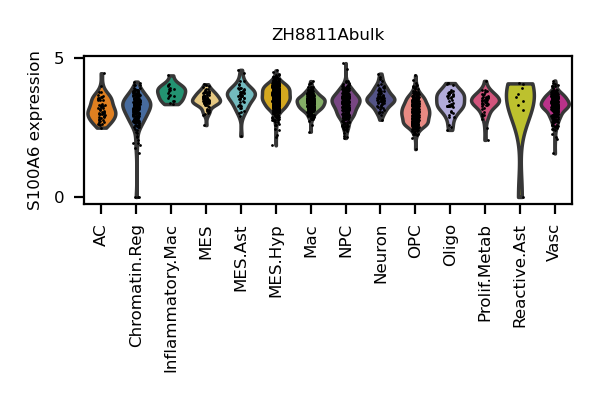 ZH8811Abulk
S100A6 expression
5
0
AC
Chromatin.Reg
Inflammatory.Mac
MES
MES.Ast
MES.Hyp
Mac
NPC
Neuron
OPC
Oligo
Prolif.Metab
Reactive.Ast
Vasc